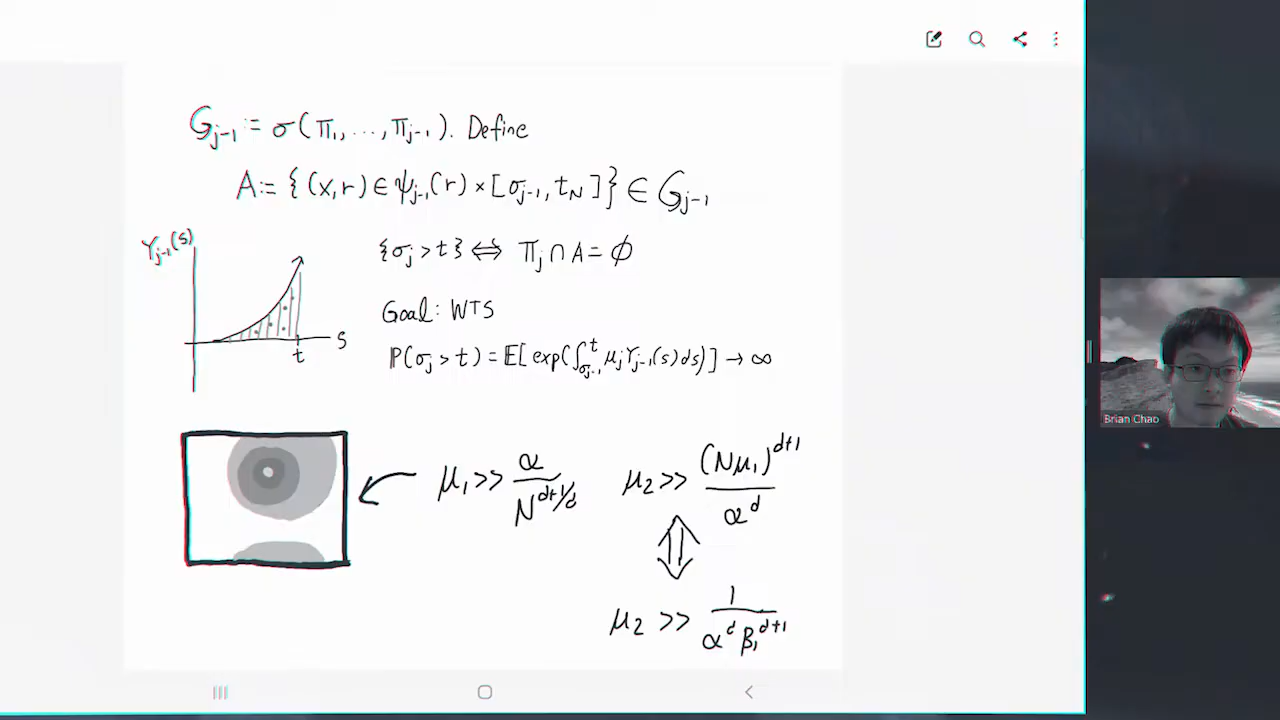 G_{j-1} := σ(Π_1, ..., Π_{j-1}). Define
A := {(x,r) ∈ ψ_{j-1}(r) × [σ_{j-1}, t_N]} ∈ G_{j-1}
Y_{j-1}(s)
{σ_j > t} ⇔ Π_j ∩ A = ∅
Goal: WTS
ℙ(σ_j > t) = 𝔼[exp(∫_{σ_{j-1}}^t μ_j Y_{j-1}(s) ds)] → ∞
s
t
μ_1 >> α / N^{d+1/d}
μ_2 >> (Nμ_1)^{d+1} / α^d
⇕
μ_2 >> 1 / α^d β_1^{d+1}
Brian Chao